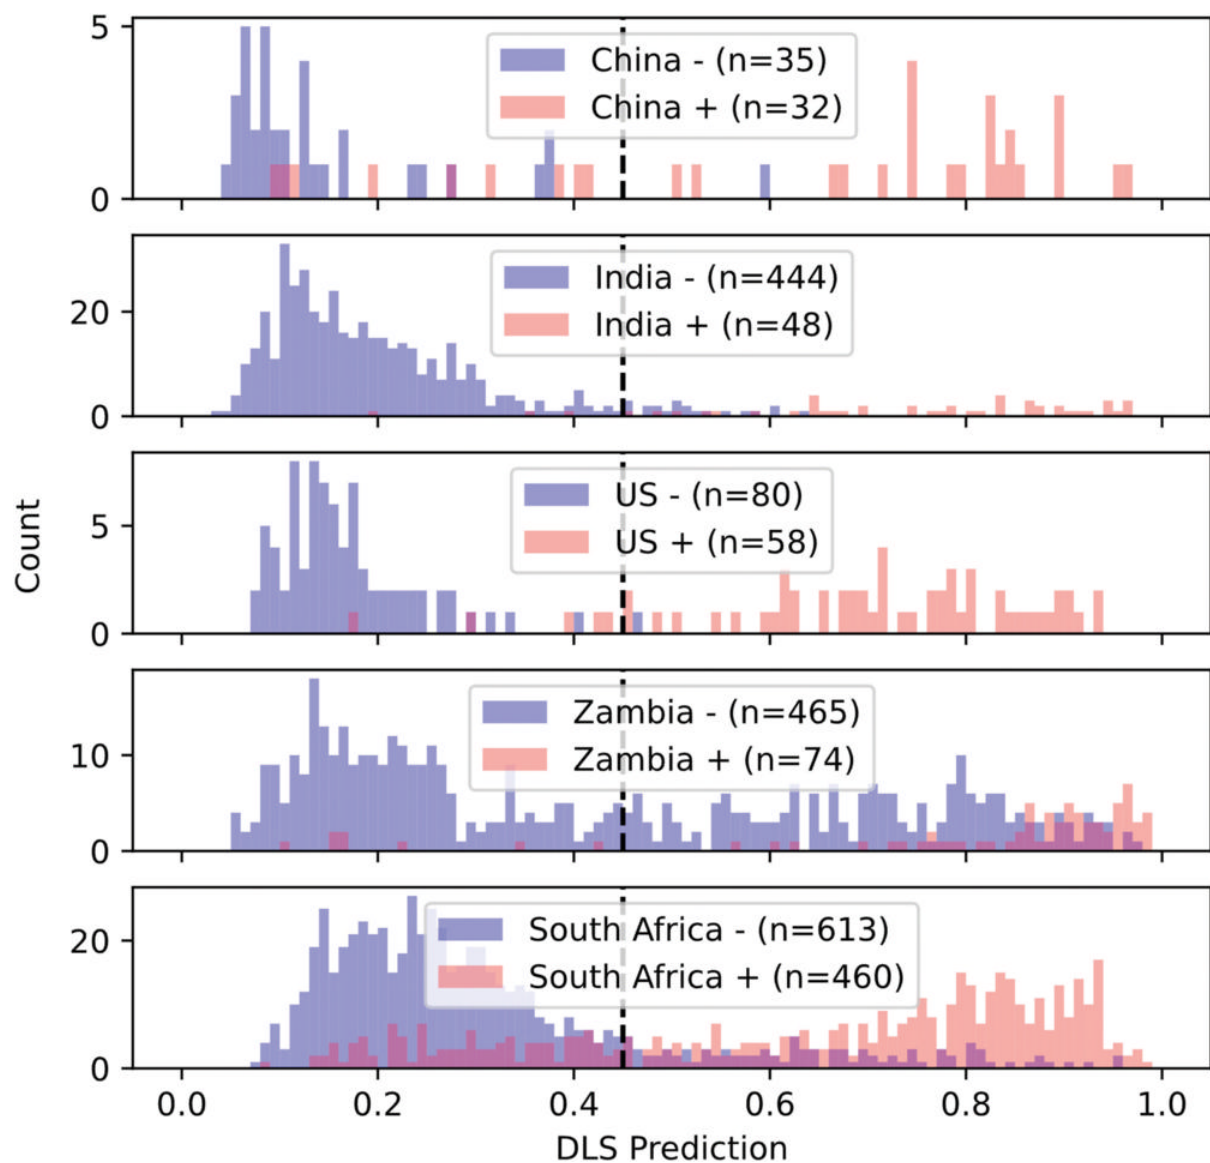 5
0
China - (n=35)
China + (n=32)
20
0
India - (n=444)
India + (n=48)
Count
5
0
US - (n=80)
US + (n=58)
10
0
Zambia - (n=465)
Zambia + (n=74)
20
0
South Africa - (n=613)
South Africa + (n=460)
0.0 0.2 0.4 0.6 0.8 1.0
DLS Prediction